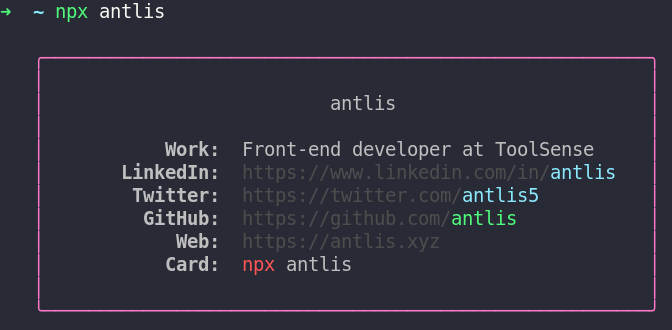 → ~ npx antlis
antlis
Work: Front-end developer at ToolSense
LinkedIn: https://www.linkedin.com/in/antlis
Twitter: https://twitter.com/antlis5
GitHub: https://github.com/antlis
Web: https://antlis.xyz
Card: npx antlis